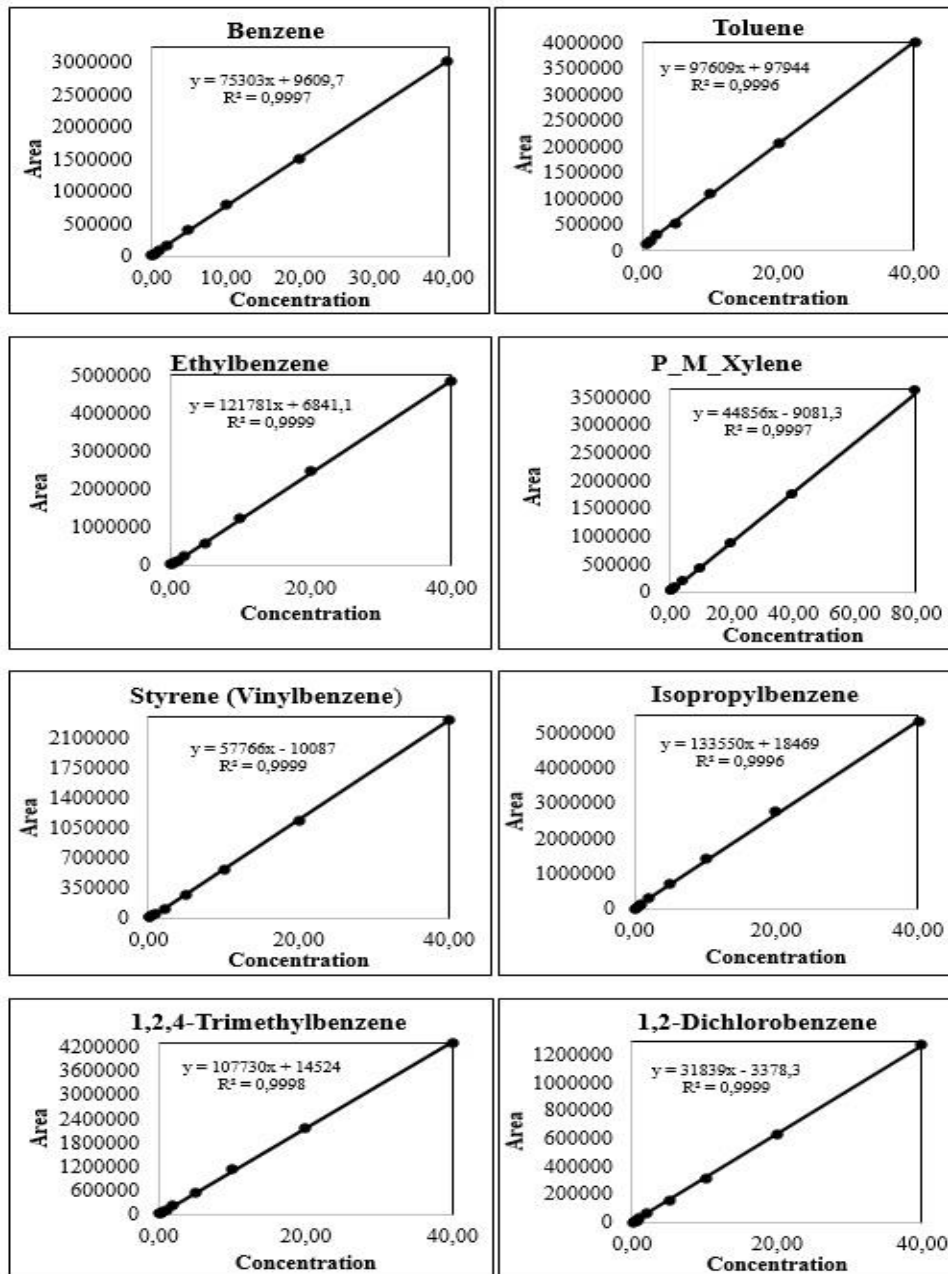 Benzene
y = 75303x + 9609,7
R² = 0,9997
3000000
2500000
2000000
1500000
1000000
500000
0
Area
0,00 10,00 20,00 30,00 40,00
Concentration
Toluene
y = 97609x + 97944
R² = 0,9996
4000000
3500000
3000000
2500000
2000000
1500000
1000000
500000
0
Area
0,00 20,00 40,00
Concentration
Ethylbenzene
y = 121781x + 6841,1
R² = 0,9999
5000000
4000000
3000000
2000000
1000000
0
Area
0,00 20,00 40,00
Concentration
P_M_Xylene
y = 44856x - 9081,3
R² = 0,9997
3500000
3000000
2500000
2000000
1500000
1000000
500000
0
Area
0,00 20,00 40,00 60,00 80,00
Concentration
Styrene (Vinylbenzene)
y = 57766x - 10087
R² = 0,9999
2100000
1750000
1400000
1050000
700000
350000
0
Area
0,00 20,00 40,00
Concentration
Isopropylbenzene
y = 133550x + 18469
R² = 0,9996
5000000
4000000
3000000
2000000
1000000
0
Area
0,00 20,00 40,00
Concentration
1,2,4-Trimethylbenzene
y = 107730x + 14524
R² = 0,9998
4200000
3600000
3000000
2400000
1800000
1200000
600000
0
Area
0,00 20,00 40,00
Concentration
1,2-Dichlorobenzene
y = 31839x - 3378,3
R² = 0,9999
1200000
1000000
800000
600000
400000
200000
0
Area
0,00 20,00 40,00
Concentration